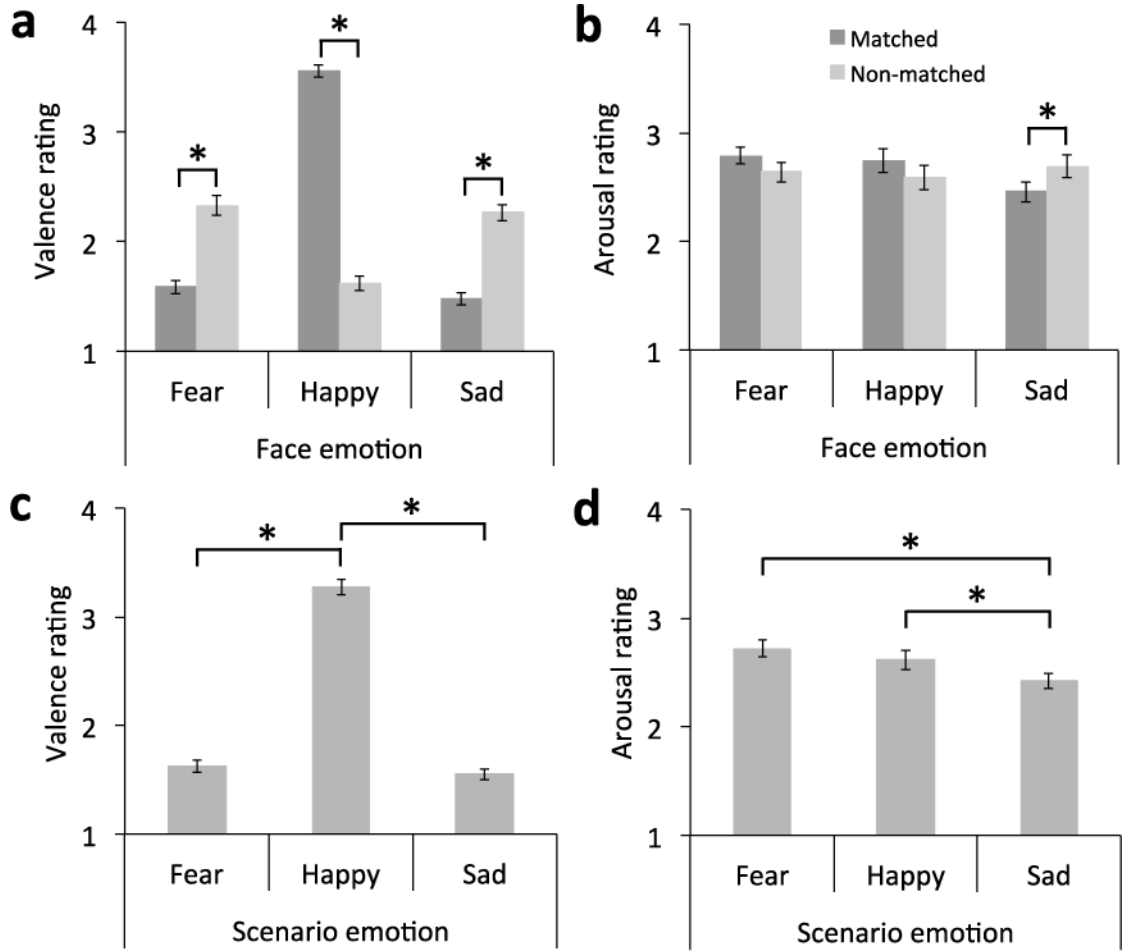 a
4
3
2
1
Valence rating
*
*
*
Fear
Happy
Sad
Face emotion
b
4
3
2
1
Arousal rating
Matched
Non-matched
*
Fear
Happy
Sad
Face emotion
c
4
3
2
1
Valence rating
*
*
Fear
Happy
Sad
Scenario emotion
d
4
3
2
1
Arousal rating
*
*
Fear
Happy
Sad
Scenario emotion